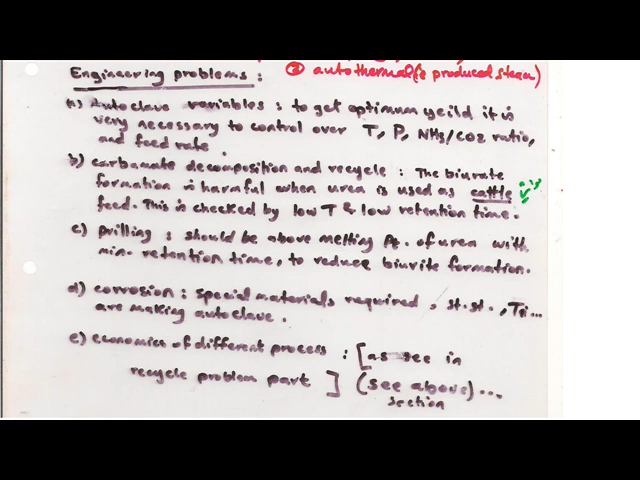 autothermal (& produced steam)
Engineering problems :
a) Autoclave variables : to get optimum yeild it is
very necessary to control over T, P, NH3/CO2 ratio,
and feed rate.
b) carbamate decomposition and recycle : The biurate
formation is harmful when urea is used as cattle
feed. This is checked by low T & low retention time.
c) prilling : should be above melting Pt. of urea with
min. retention time, to reduce biurite formation.
d) corrosion : special materials required, st.st., Ti...
are making autoclave.
e) economics of different process : [as see in
recycle problem part ] (see above)...
section